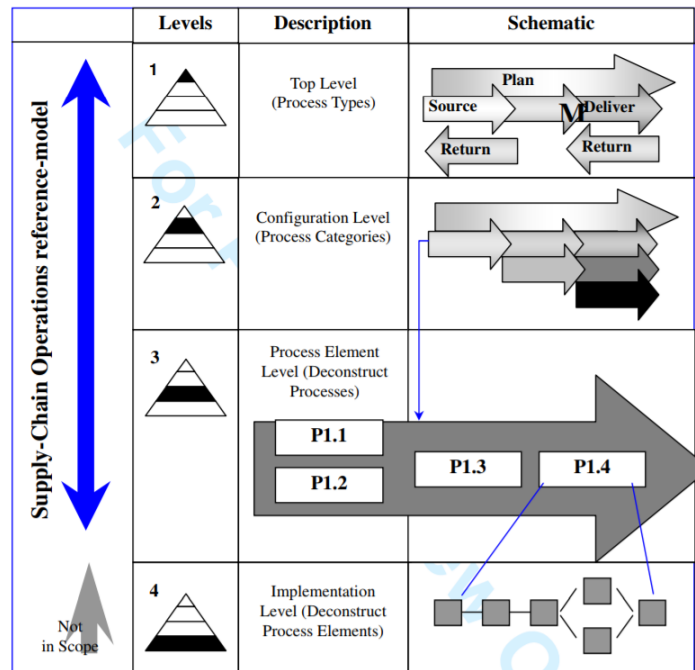 Levels
Description
Schematic
Supply-Chain Operations reference-model
1
Top Level
(Process Types)
Plan
Source
M
Deliver
Return
Return
2
Configuration Level
(Process Categories)
3
Process Element
Level (Deconstruct
Processes)
P1.1
P1.2
P1.3
P1.4
Not
in Scope
4
Implementation
Level (Deconstruct
Process Elements)
For